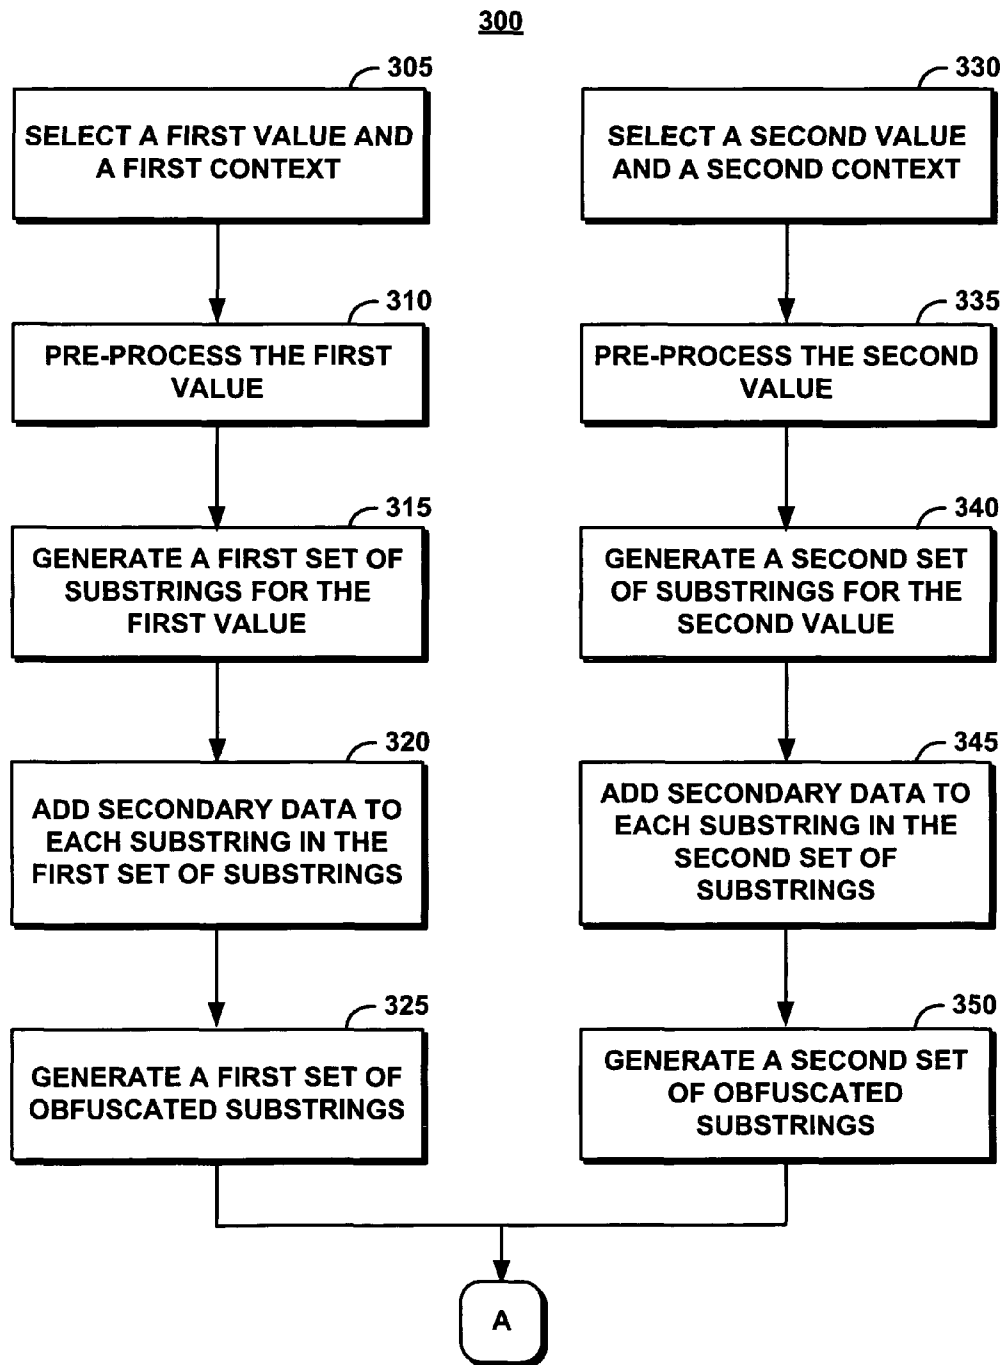 300
305
SELECT A FIRST VALUE AND
A FIRST CONTEXT
310
PRE-PROCESS THE FIRST
VALUE
315
GENERATE A FIRST SET OF
SUBSTRINGS FOR THE
FIRST VALUE
320
ADD SECONDARY DATA TO
EACH SUBSTRING IN THE
FIRST SET OF SUBSTRINGS
325
GENERATE A FIRST SET OF
OBFUSCATED SUBSTRINGS
330
SELECT A SECOND VALUE
AND A SECOND CONTEXT
335
PRE-PROCESS THE SECOND
VALUE
340
GENERATE A SECOND SET
OF SUBSTRINGS FOR THE
SECOND VALUE
345
ADD SECONDARY DATA TO
EACH SUBSTRING IN THE
SECOND SET OF
SUBSTRINGS
350
GENERATE A SECOND SET
OF OBFUSCATED
SUBSTRINGS
A